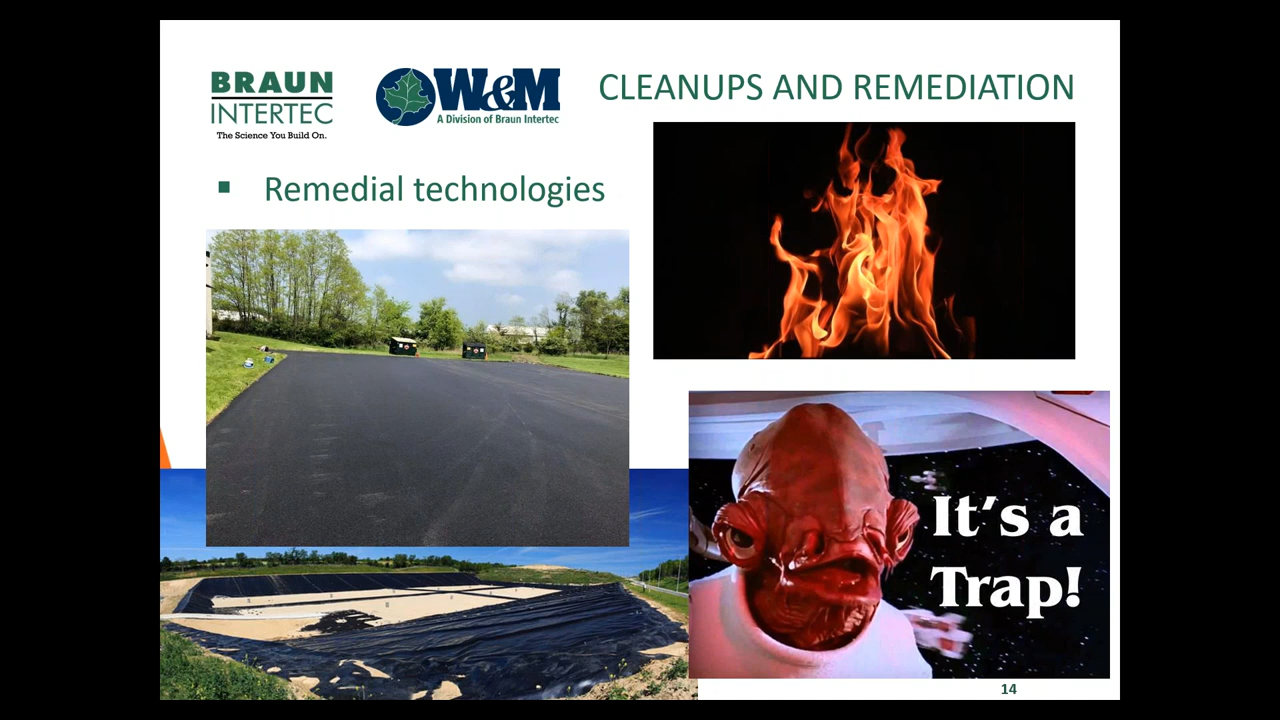 BRAUN
INTERTEC
The Science You Build On.
W&M
A Division of Braun Intertec
CLEANUPS AND REMEDIATION
▪ Remedial technologies
It's a
Trap!
14